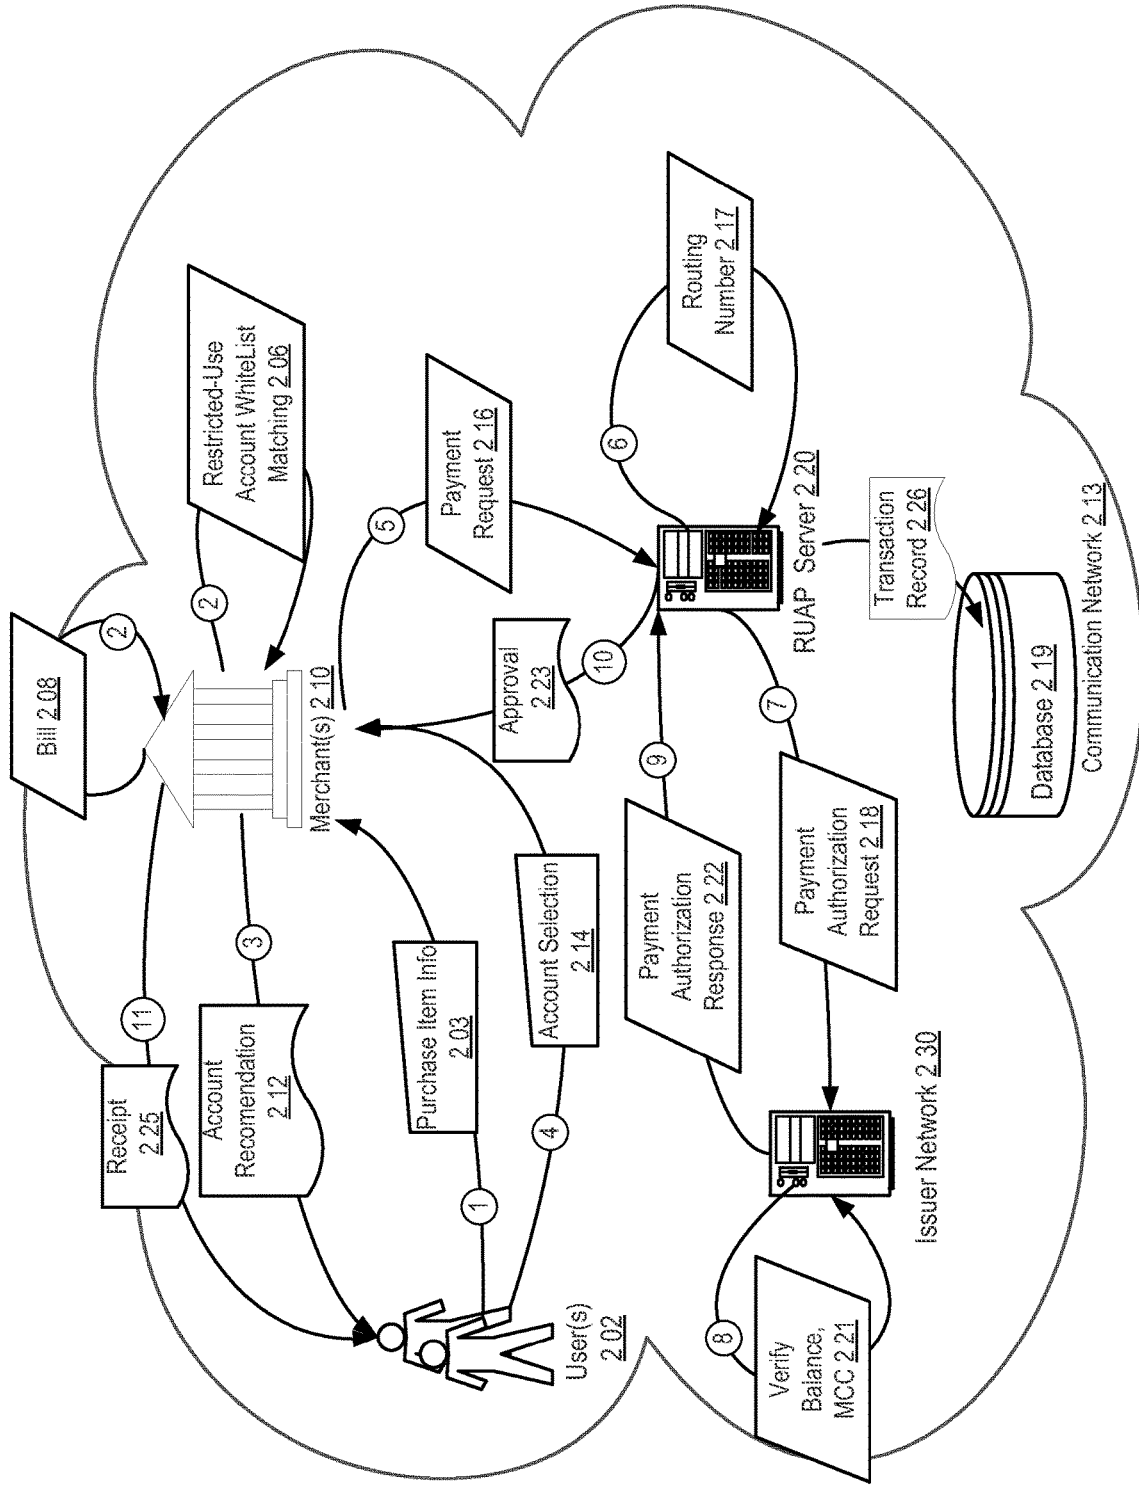 Bill 2.08
2
Restricted-Use
Account WhiteList
Matching 2.06
2
Merchant(s) 2.10
11
Receipt
2.25
3
Account
Recomendation
2.12
1
Purchase Item Info
2.03
4
Account Selection
2.14
User(s)
2.02
5
Payment
Request 2.16
10
Approval
2.23
6
Routing
Number 2.17
RUAP Server 2.20
9
Payment
Authorization
Response 2.22
7
Payment
Authorization
Request 2.18
8
Verify
Balance,
MCC 2.21
Issuer Network 2.30
Transaction
Record 2.26
Database 2.19
Communication Network 2.13